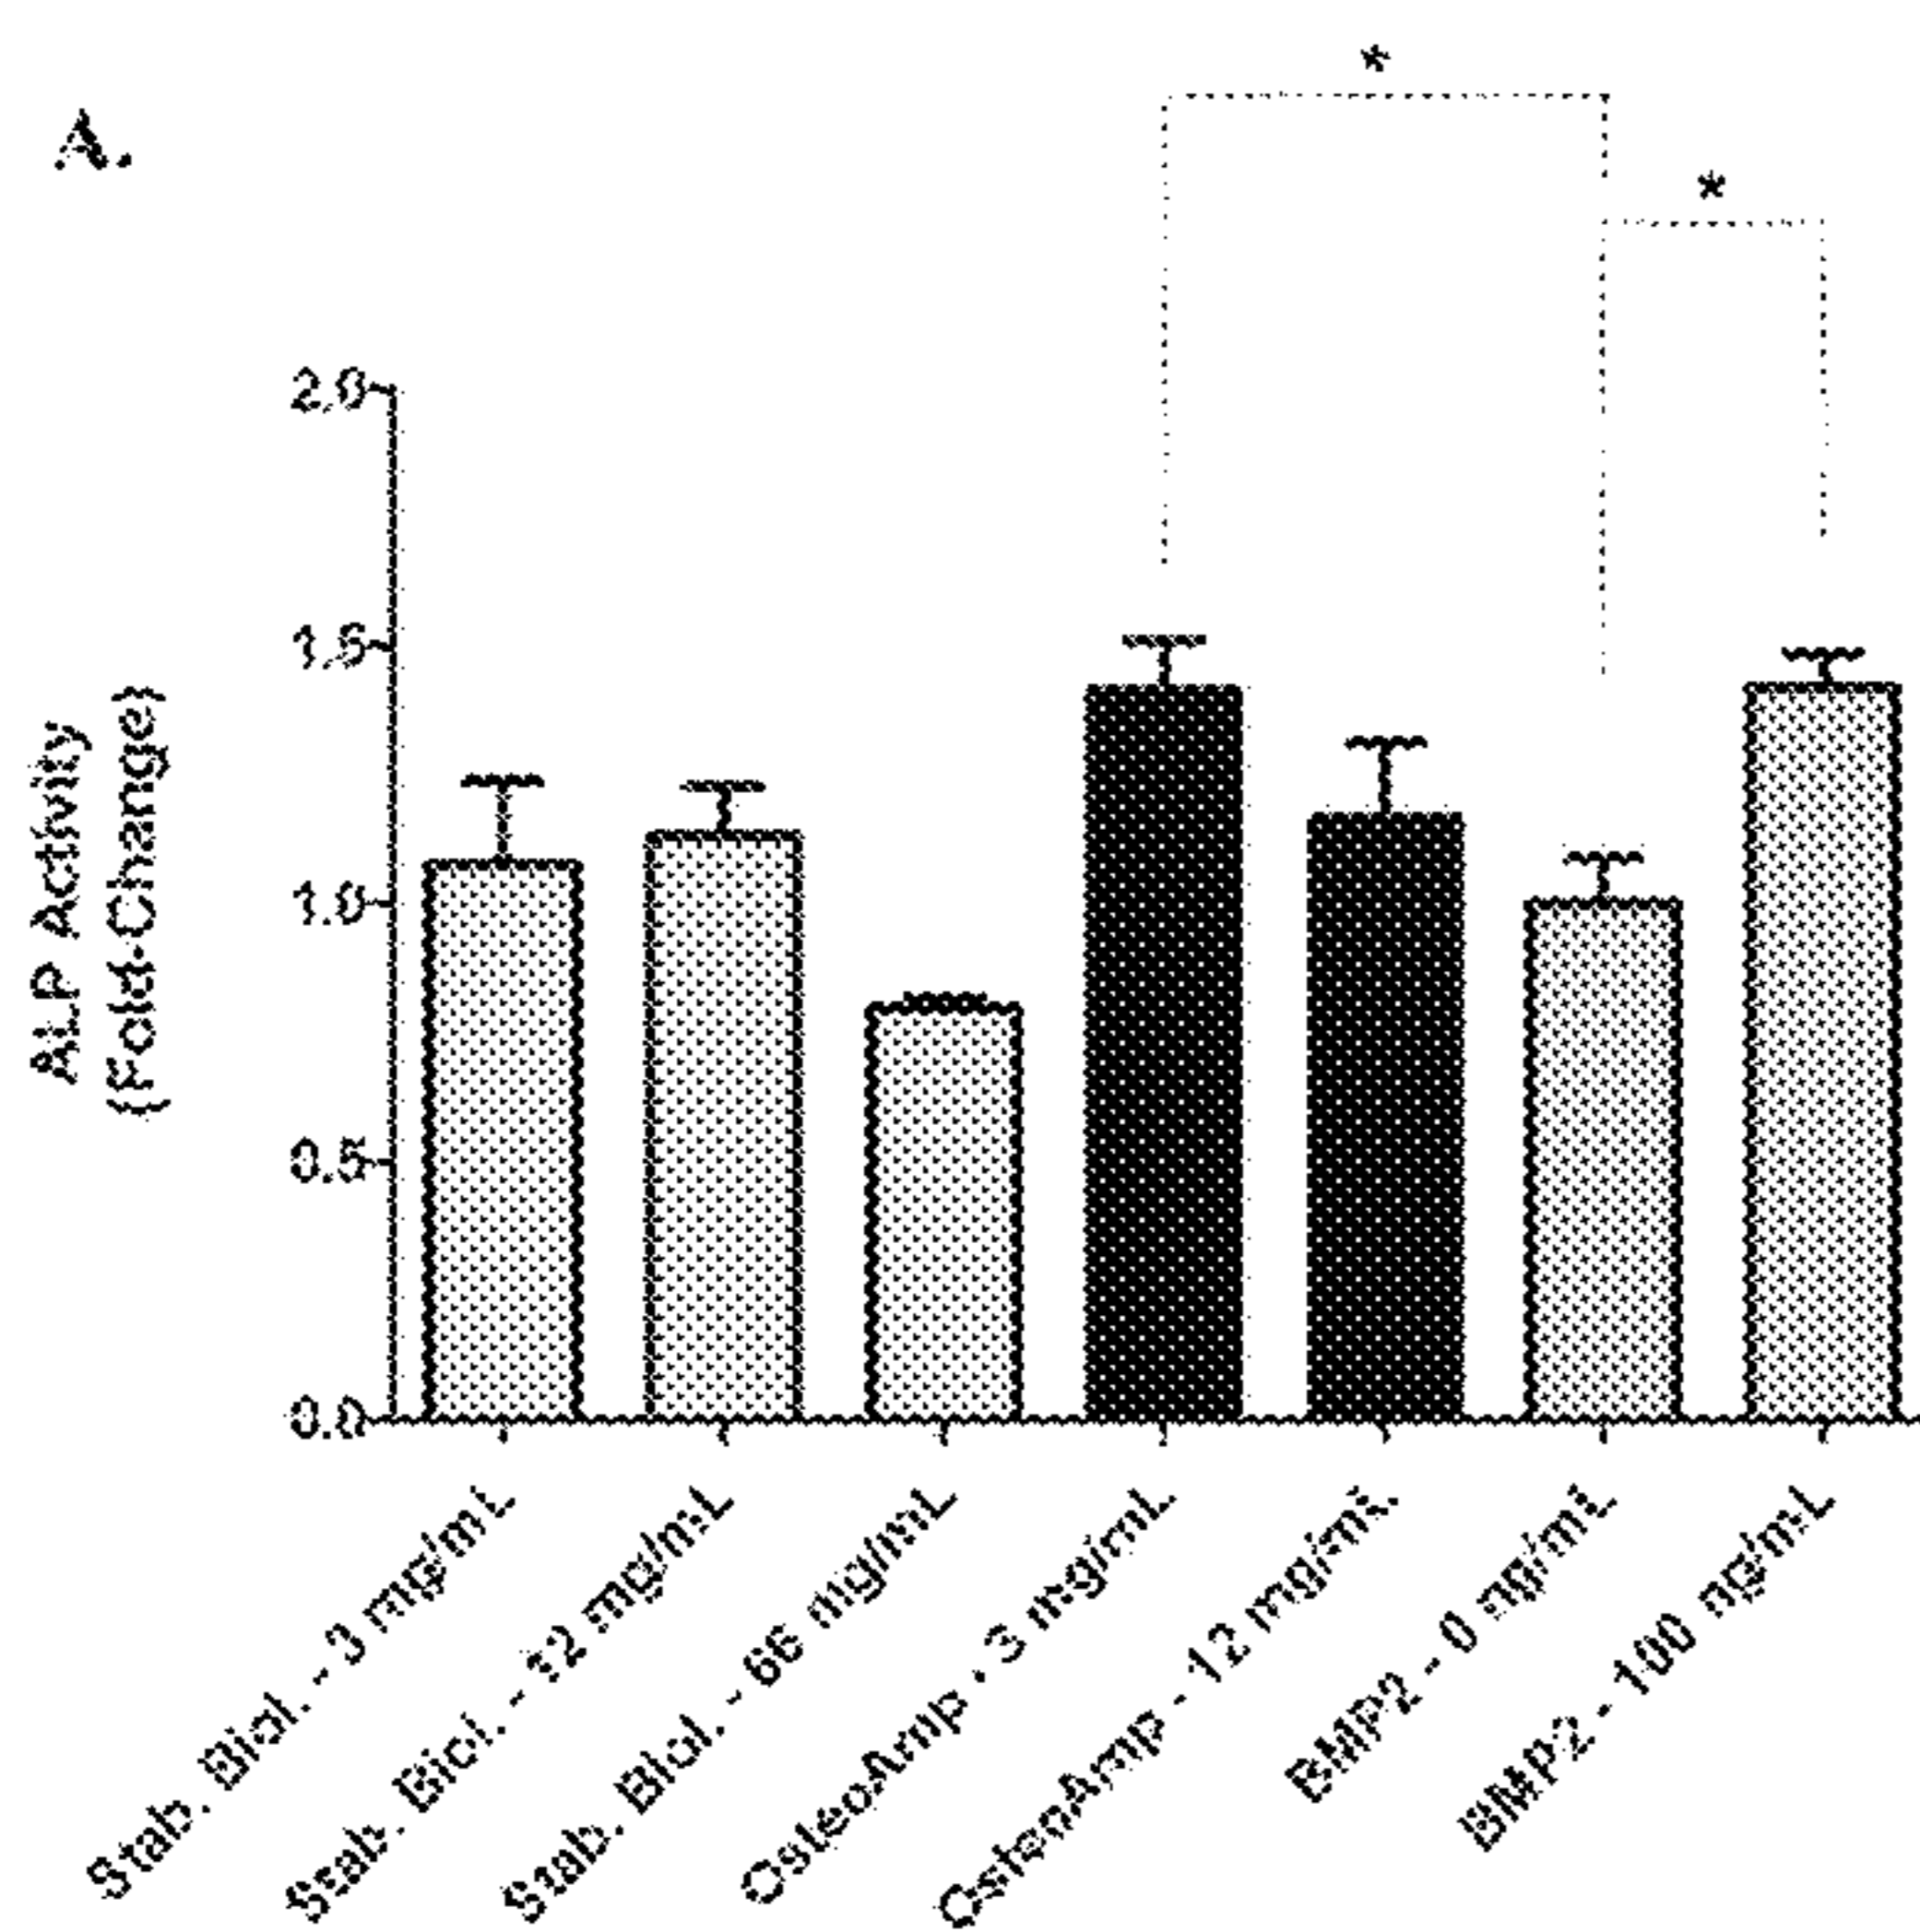 *
A.
*
2.0
1.5
1.0
0.5
0.0
ALP Activity
(Fold-Change)
Stab. Biol. - 3 mg/mL
Stab. Biol. - 12 mg/mL
Stab. Biol. - 66 mg/mL
OsteoAmp - 3 mg/mL
OsteoAmp - 12 mg/mL
BMP2 - 0 ng/mL
BMP2 - 100 ng/mL